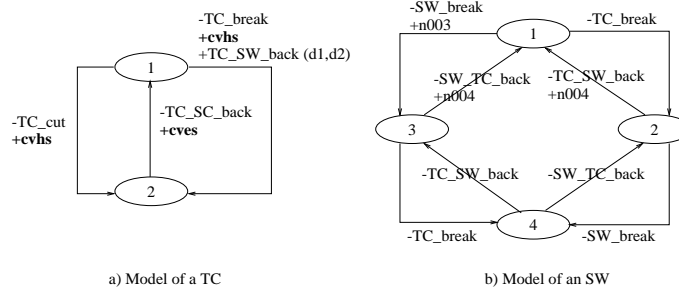 -TC_break
+cvhs
+TC_SW_back (d1,d2)
1
-TC_cut
+cvhs
-TC_SC_back
+cves
2
a) Model of a TC
-SW_break
+n003
-TC_break
1
-SW_TC_back
+n004
-TC_SW_back
+n004
3
2
-TC_SW_back
-SW_TC_back
4
-TC_break
-SW_break
b) Model of an SW